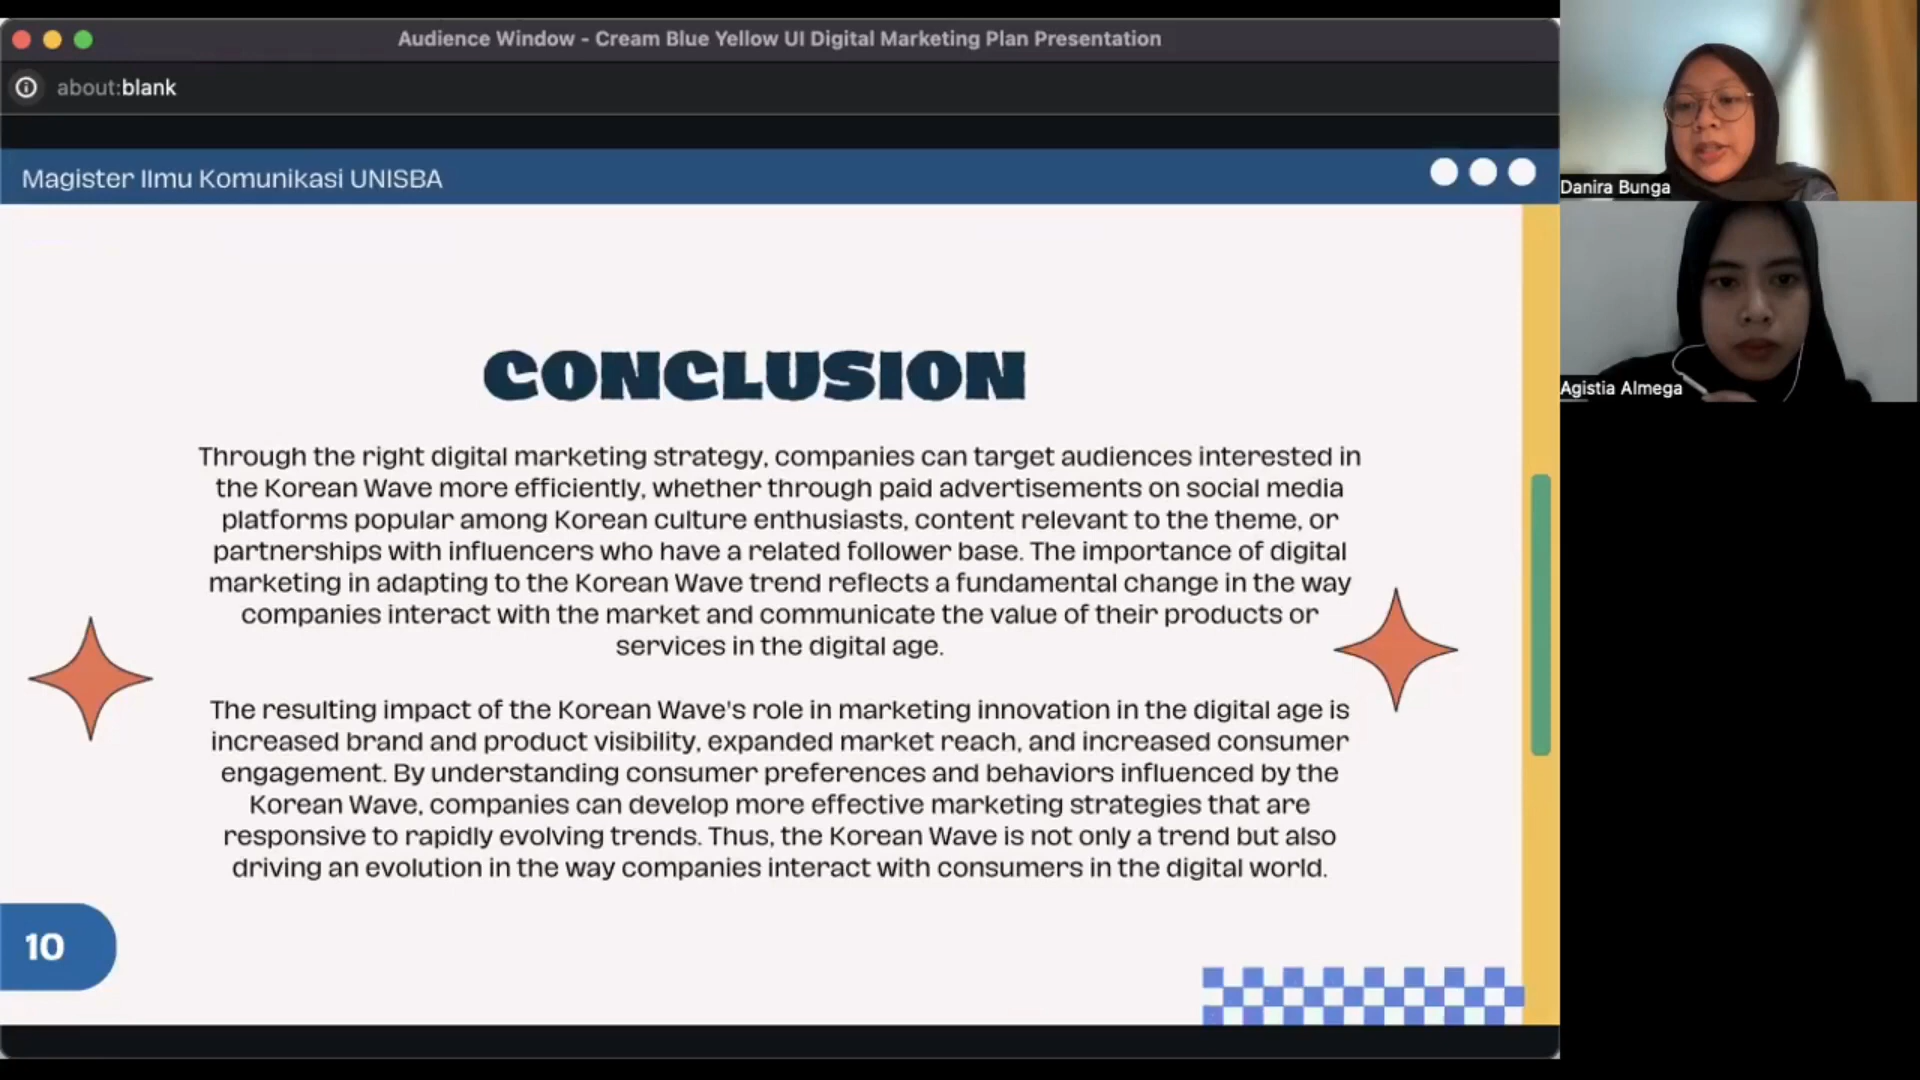 Audience Window - Cream Blue Yellow UI Digital Marketing Plan Presentation
about:blank
Magister Ilmu Komunikasi UNISBA
CONCLUSION
Through the right digital marketing strategy, companies can target audiences interested in
the Korean Wave more efficiently, whether through paid advertisements on social media
platforms popular among Korean culture enthusiasts, content relevant to the theme, or
partnerships with influencers who have a related follower base. The importance of digital
marketing in adapting to the Korean Wave trend reflects a fundamental change in the way
companies interact with the market and communicate the value of their products or
services in the digital age.
The resulting impact of the Korean Wave's role in marketing innovation in the digital age is
increased brand and product visibility, expanded market reach, and increased consumer
engagement. By understanding consumer preferences and behaviors influenced by the
Korean Wave, companies can develop more effective marketing strategies that are
responsive to rapidly evolving trends. Thus, the Korean Wave is not only a trend but also
driving an evolution in the way companies interact with consumers in the digital world.
10
Danira Bunga
Agistia Almega